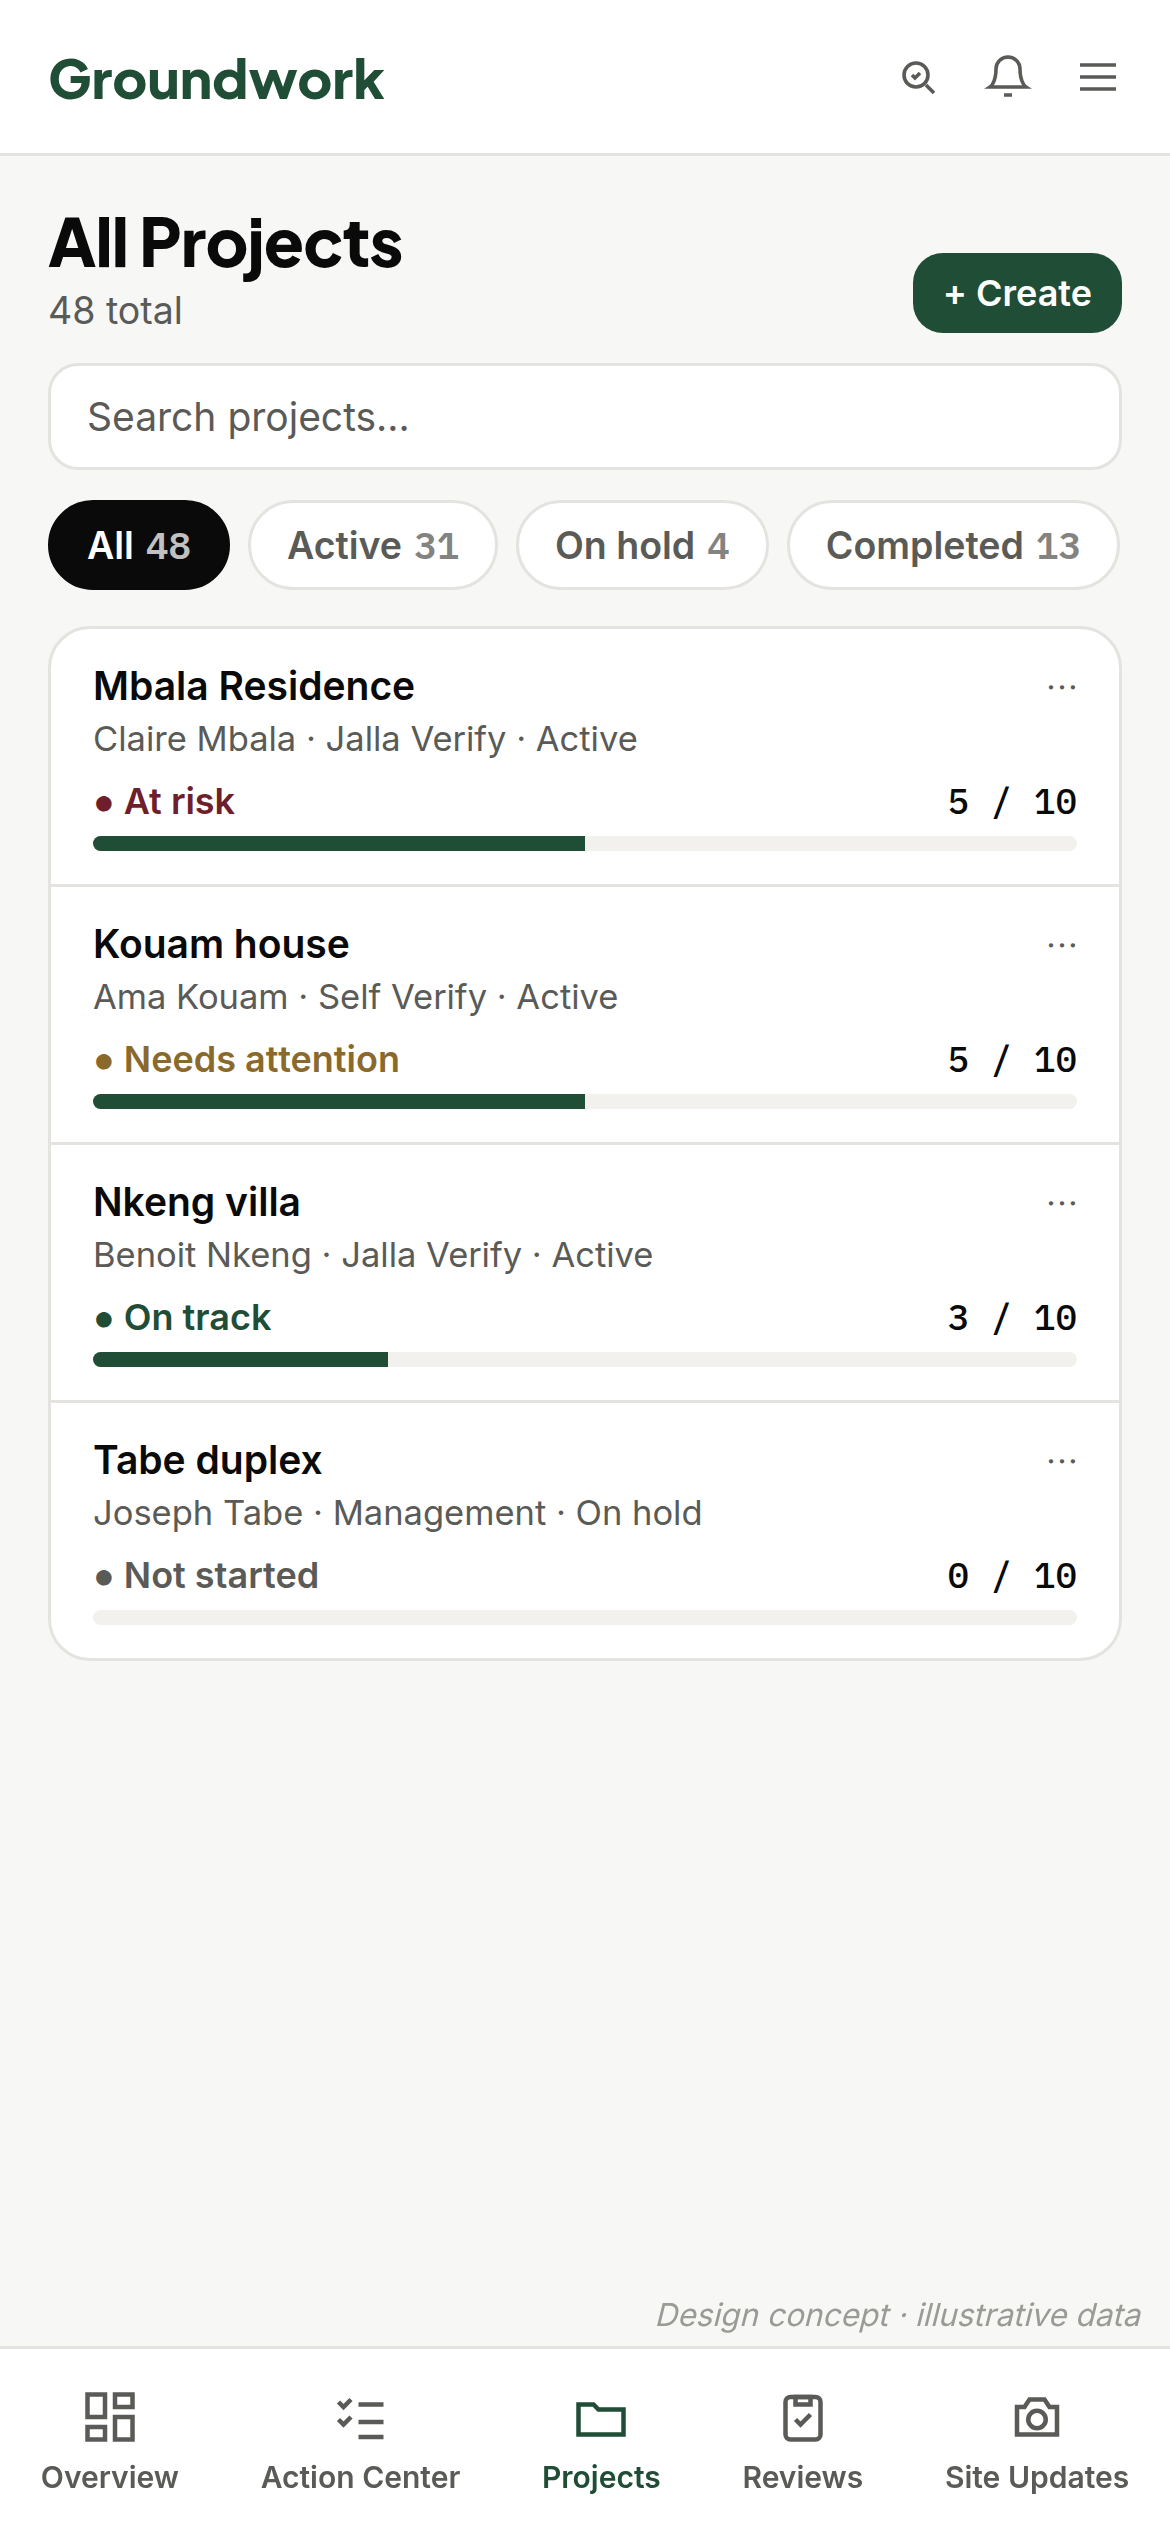 Groundwork
All Projects
48 total
+ Create
Search projects...
All 48
Active 31
On hold 4
Completed 13
Mbala Residence
...
Claire Mbala · Jalla Verify · Active
● At risk
5 / 10
Kouam house
...
Ama Kouam · Self Verify · Active
● Needs attention
5 / 10
Nkeng villa
...
Benoit Nkeng · Jalla Verify · Active
● On track
3 / 10
Tabe duplex
...
Joseph Tabe · Management · On hold
● Not started
0 / 10
Design concept · illustrative data
Overview
Action Center
Projects
Reviews
Site Updates